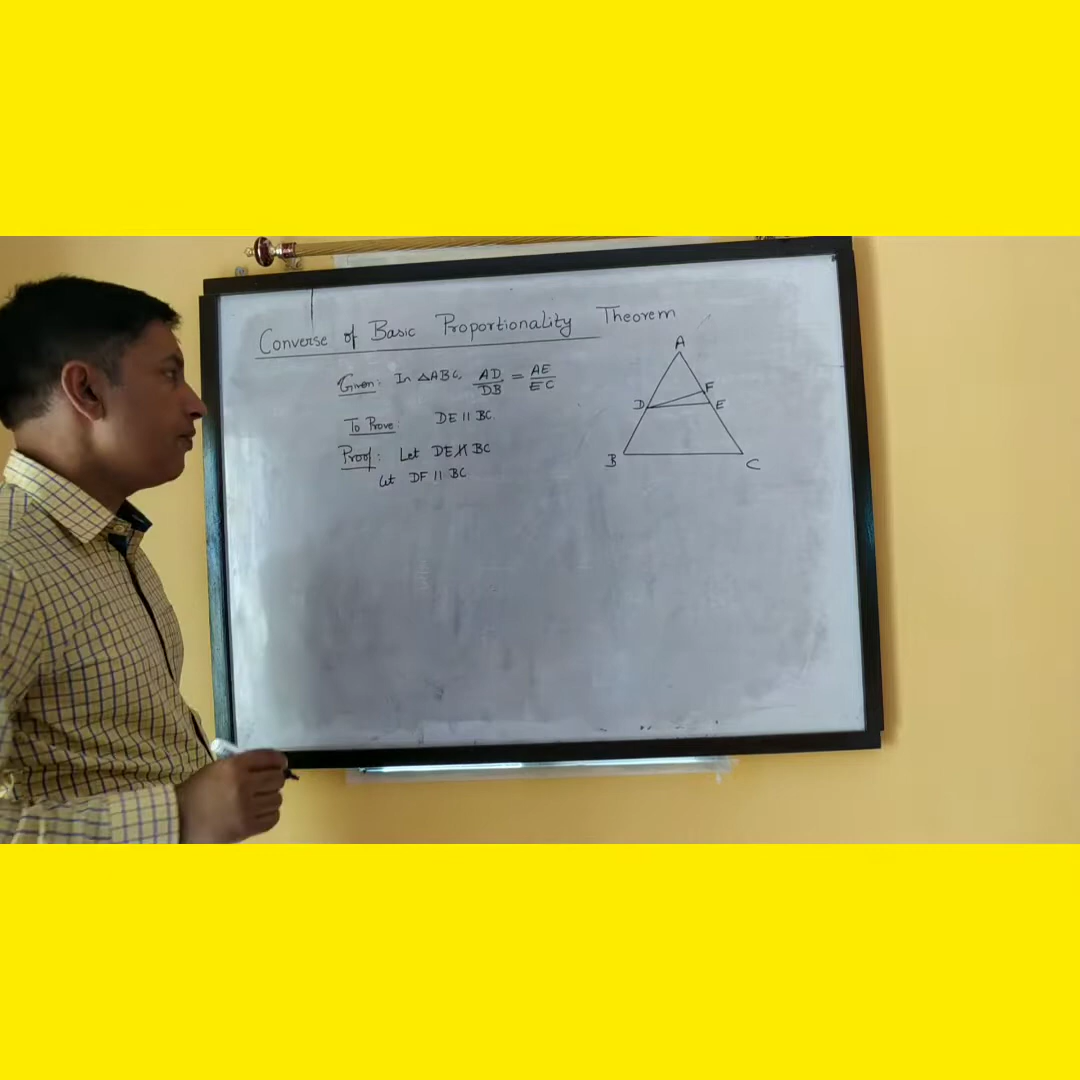 Converse of Basic Proportionality Theorem
Given: In △ABC, AD/DB = AE/EC
To Prove: DE || BC.
Proof: Let DE ∦ BC
Let DF || BC
A
F
D E
B C